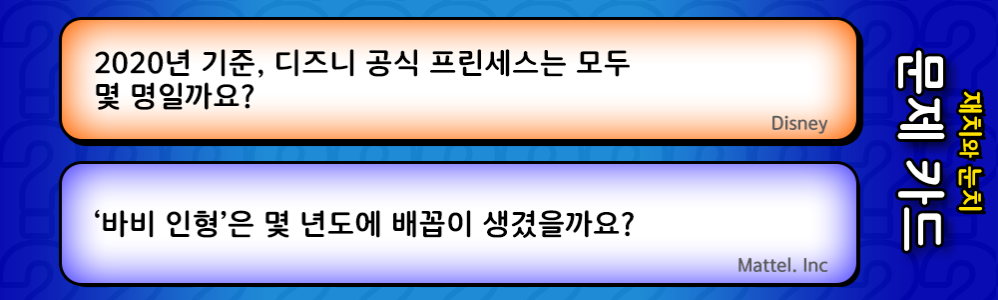 2020년 기준, 디즈니 공식 프린세스는 모두
몇 명일까요?
Disney
‘바비 인형’은 몇 년도에 배꼽이 생겼을까요?
Mattel. Inc
재치와 눈치
문제 카드